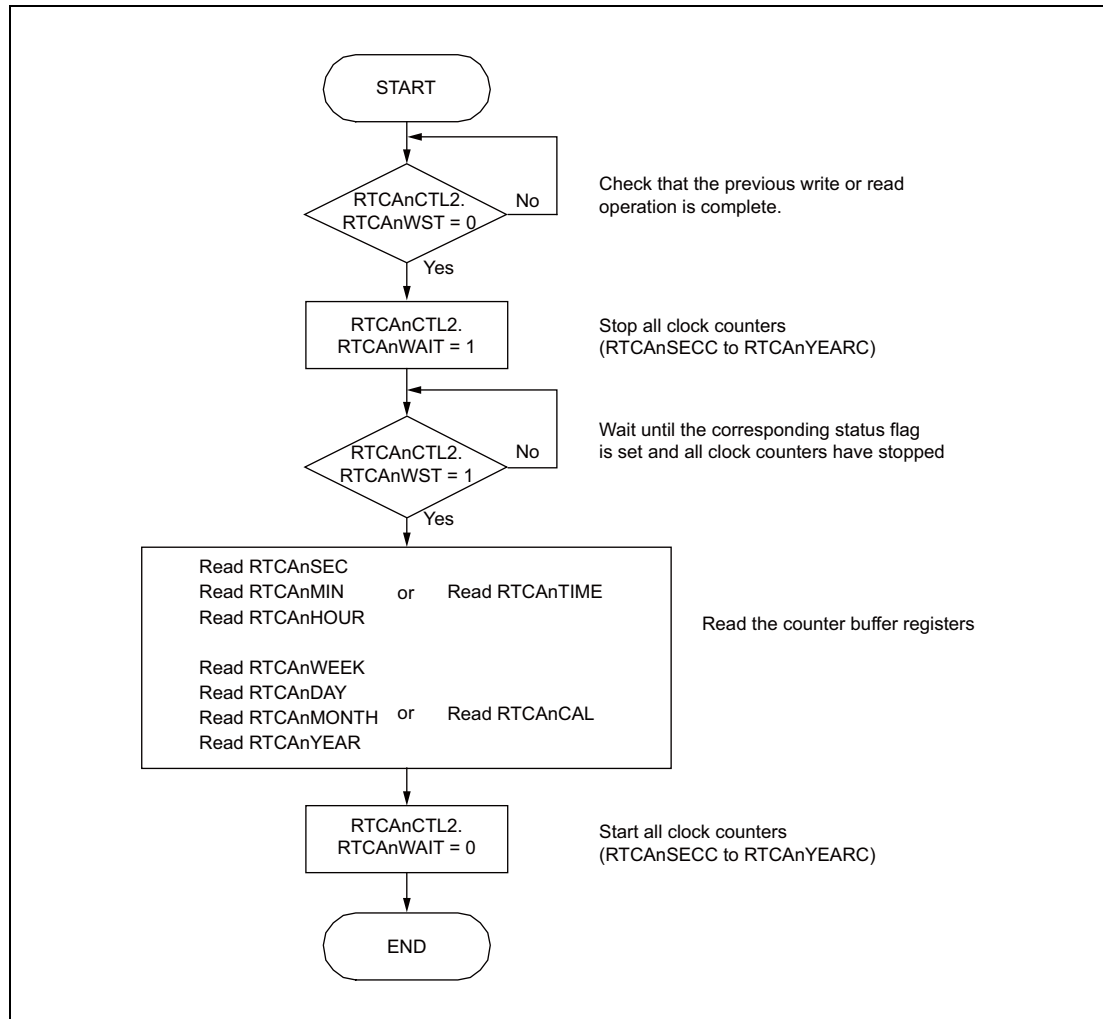 START
RTCAnCTL2.
RTCAnWST = 0
No
Check that the previous write or read
operation is complete.
Yes
RTCAnCTL2.
RTCAnWAIT = 1
Stop all clock counters
(RTCAnSECC to RTCAnYEARC)
RTCAnCTL2.
RTCAnWST = 1
No
Wait until the corresponding status flag
is set and all clock counters have stopped
Yes
Read RTCAnSEC
Read RTCAnMIN or Read RTCAnTIME
Read RTCAnHOUR
Read the counter buffer registers
Read RTCAnWEEK
Read RTCAnDAY
Read RTCAnMONTH or Read RTCAnCAL
Read RTCAnYEAR
RTCAnCTL2.
RTCAnWAIT = 0
Start all clock counters
(RTCAnSECC to RTCAnYEARC)
END